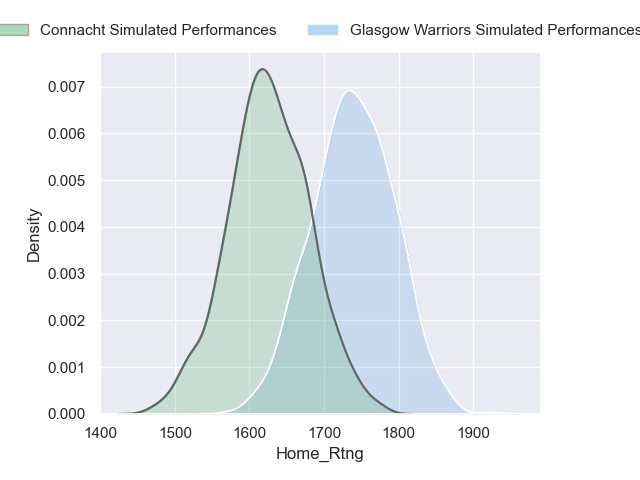 Connacht Simulated Performances
Glasgow Warriors Simulated Performances
0.007
0.006
0.005
0.004
0.003
0.002
0.001
0.000
Density
1400 1500 1600 1700 1800 1900
Home_Rtng